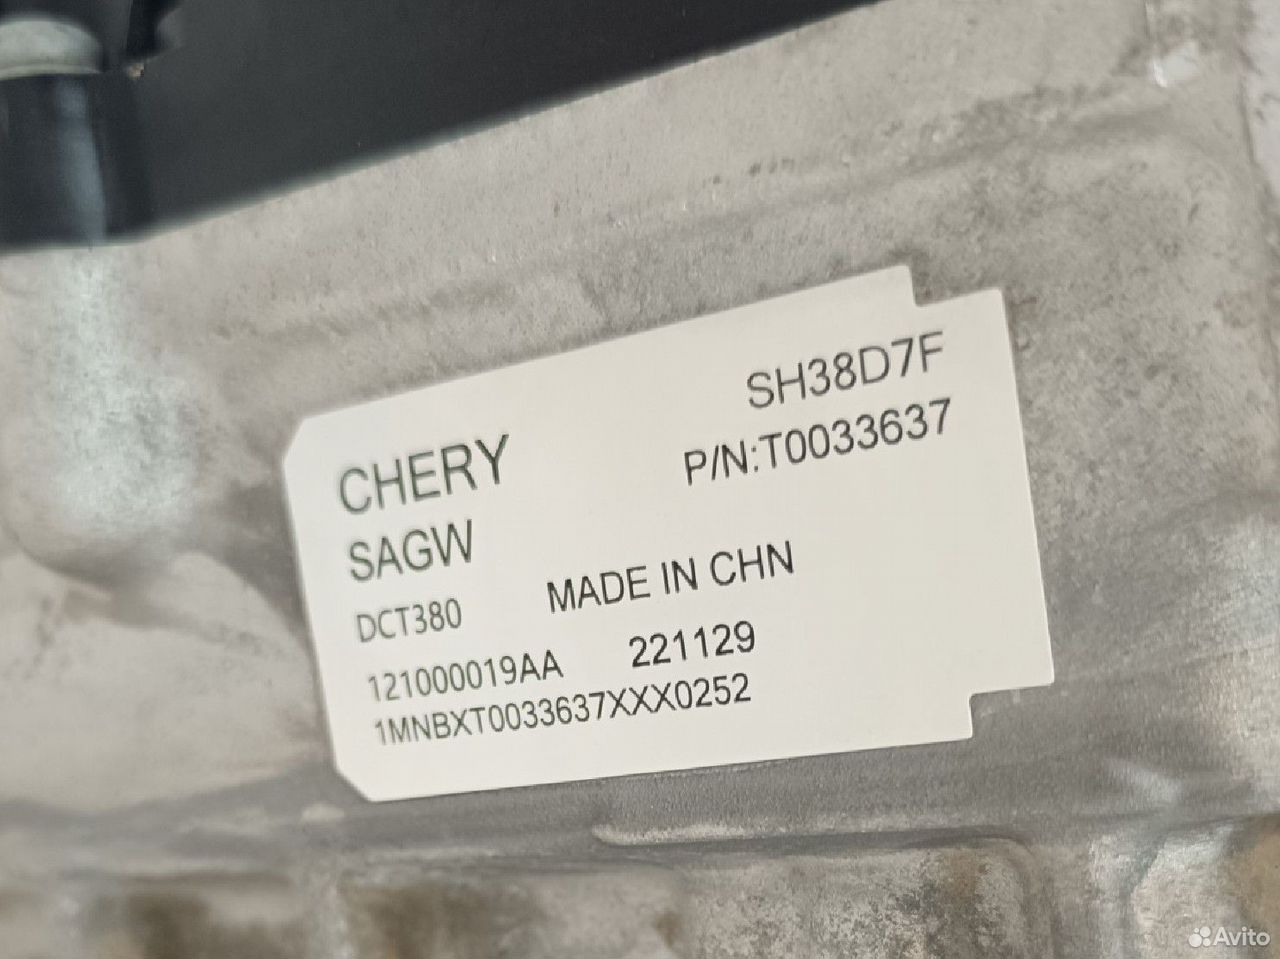 SH38D7F
P/N:T0033637
CHERY
SAGW
DCT380 MADE IN CHN
121000019AA 221129
1MNBXT0033637XXX0252
Avito